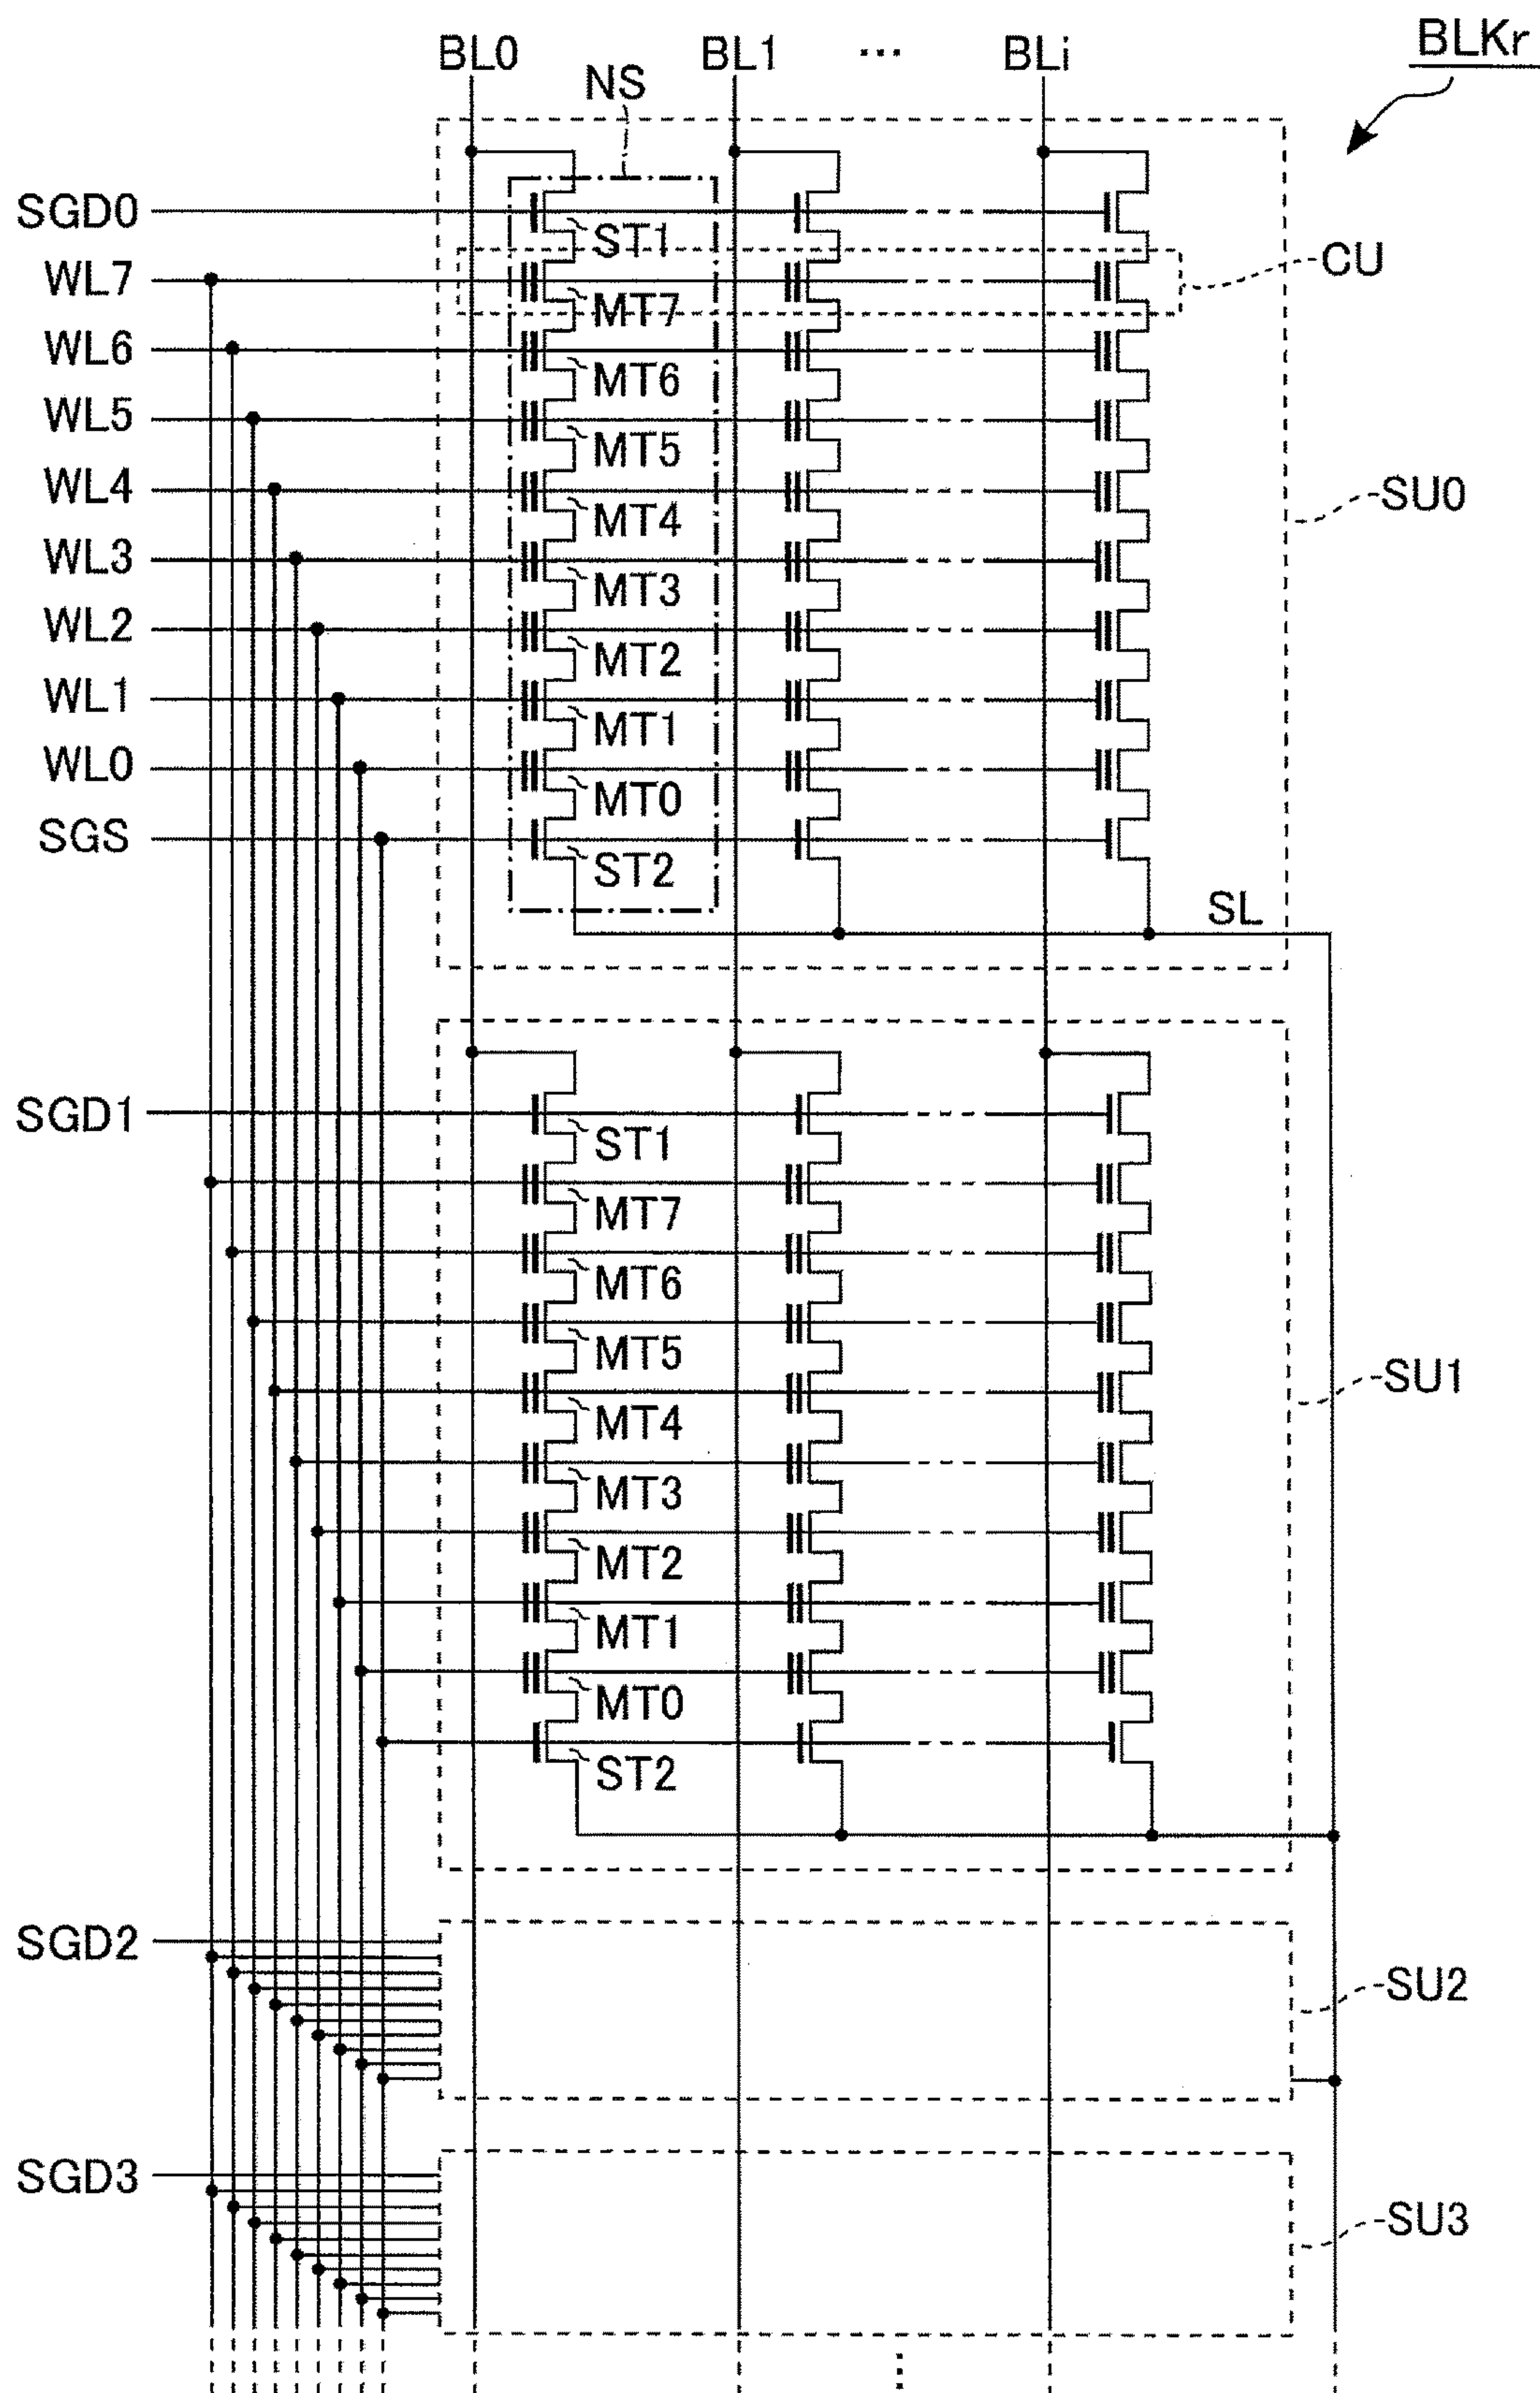 BLKr
BL0 BL1 ... BLi
NS
SGD0
ST1
CU
WL7
MT7
WL6
MT6
WL5
MT5
WL4
MT4
SU0
WL3
MT3
WL2
MT2
WL1
MT1
WL0
MT0
SGS
ST2
SL
SGD1
ST1
MT7
MT6
MT5
SU1
MT4
MT3
MT2
MT1
MT0
ST2
SGD2
SU2
SGD3
SU3